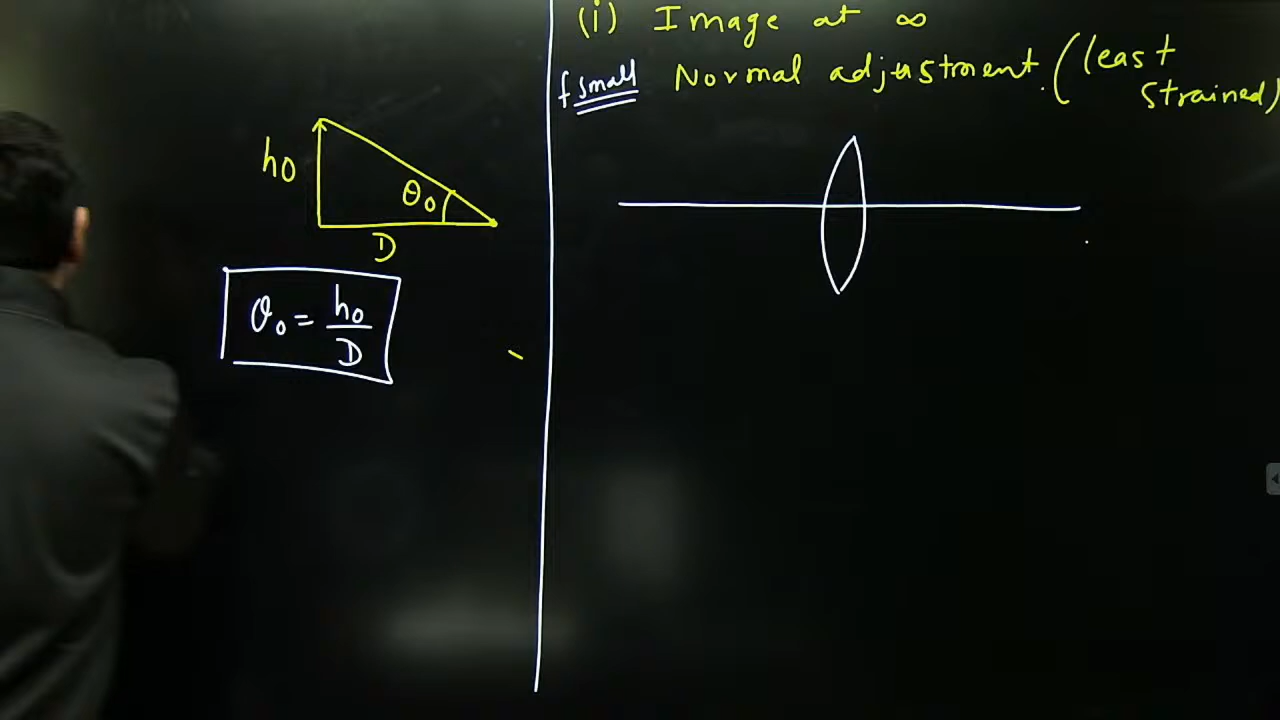 h0
θ0
D
θ0 = h0/D
(i) Image at ∞
f small Normal adjustment. (least
strained)